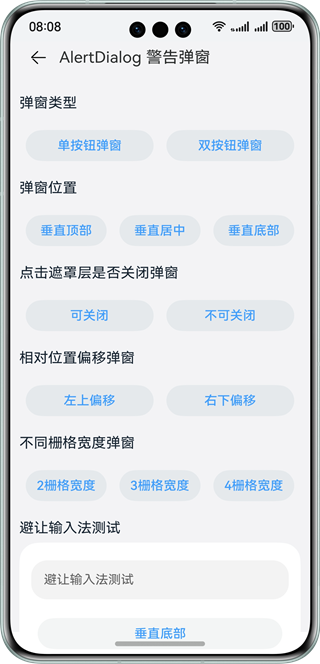 08:08 100
AlertDialog 警告弹窗
弹窗类型
单按钮弹窗 双按钮弹窗
弹窗位置
垂直顶部 垂直居中 垂直底部
点击遮罩层是否关闭弹窗
可关闭 不可关闭
相对位置偏移弹窗
左上偏移 右下偏移
不同栅格宽度弹窗
2栅格宽度 3栅格宽度 4栅格宽度
避让输入法测试
避让输入法测试
垂直底部